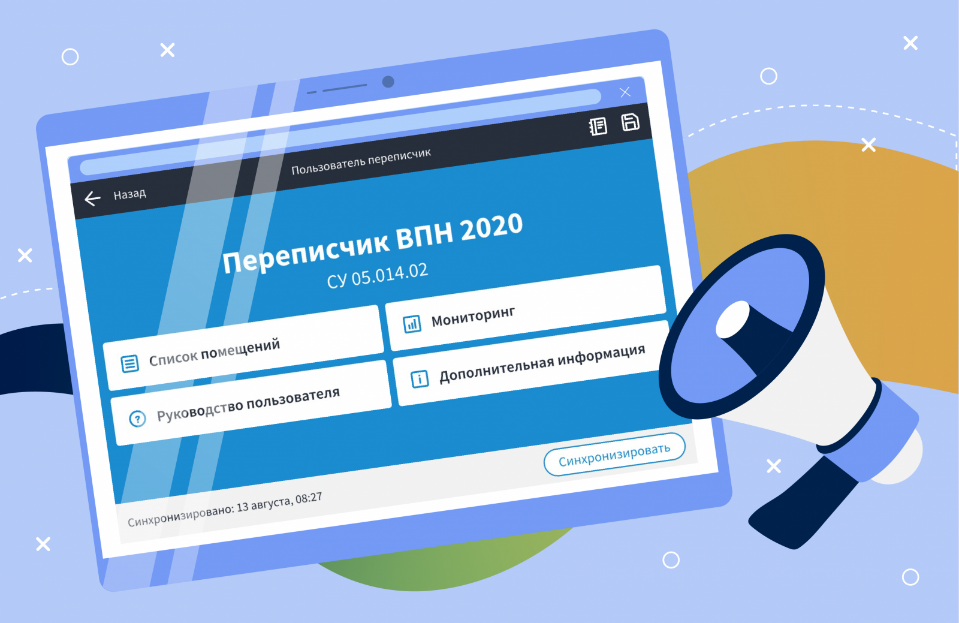 Назад
Пользователь переписчик
Переписчик ВПН 2020
СУ 05.014.02
Список помещений
Мониторинг
Руководство пользователя
Дополнительная информация
Синхронизировано: 13 августа, 08:27
Синхронизировать